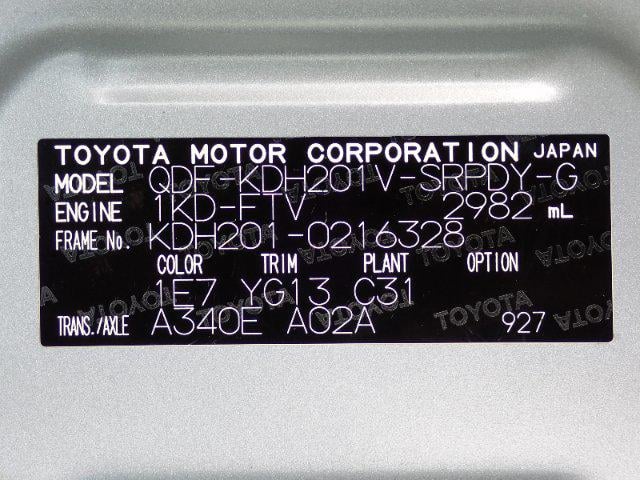 TOYOTA MOTOR CORPORATION JAPAN
MODEL QDF-KDH201V-SRPDY-G
ENGINE 1KD-FTV 2982 mL
FRAME No. KDH201-0216328
COLOR TRIM PLANT OPTION
1E7 YG13 C31
TRANS./AXLE A340E A02A 927